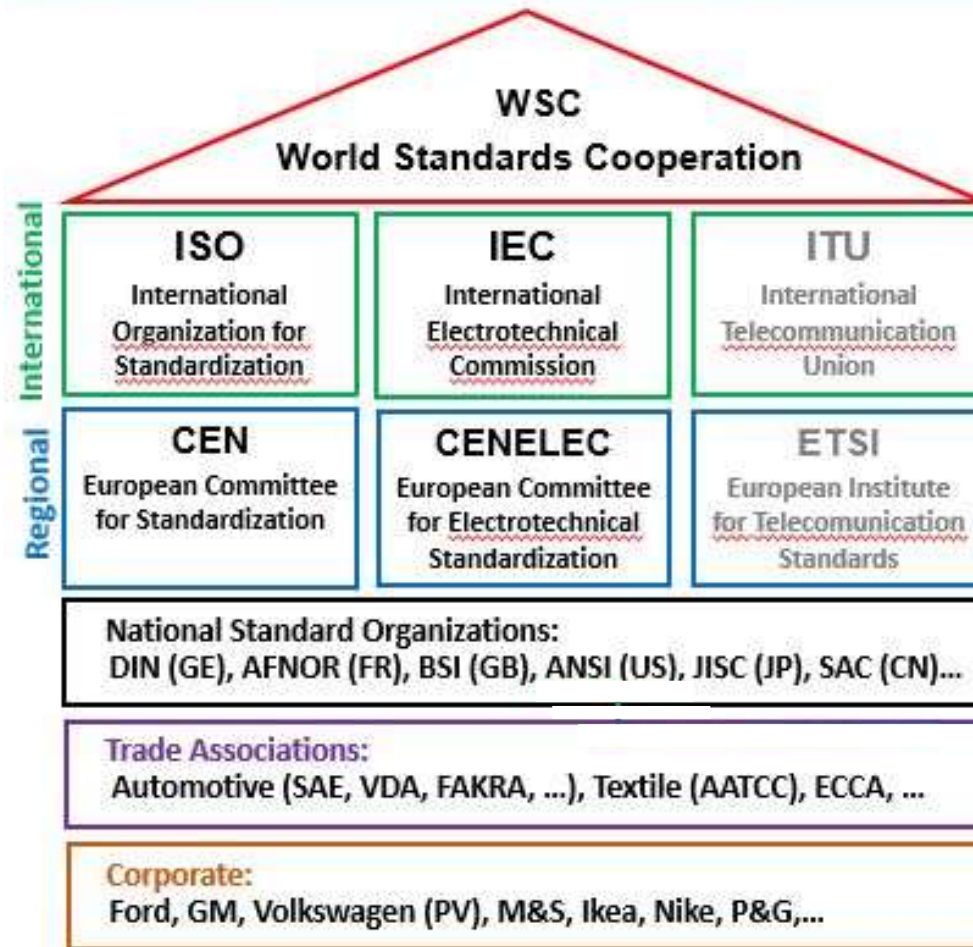 WSC
World Standards Cooperation
International
ISO
International
Organization for
Standardization
IEC
International
Electrotechnical
Commission
ITU
International
Telecommunication
Union
Regional
CEN
European Committee
for Standardization
CENELEC
European Committee
for Electrotechnical
Standardization
ETSI
European Institute
for Telecomunication
Standards
National Standard Organizations:
DIN (GE), AFNOR (FR), BSI (GB), ANSI (US), JISC (JP), SAC (CN)...
Trade Associations:
Automotive (SAE, VDA, FAKRA, ...), Textile (AATCC), ECCA, ...
Corporate:
Ford, GM, Volkswagen (PV), M&S, Ikea, Nike, P&G,...